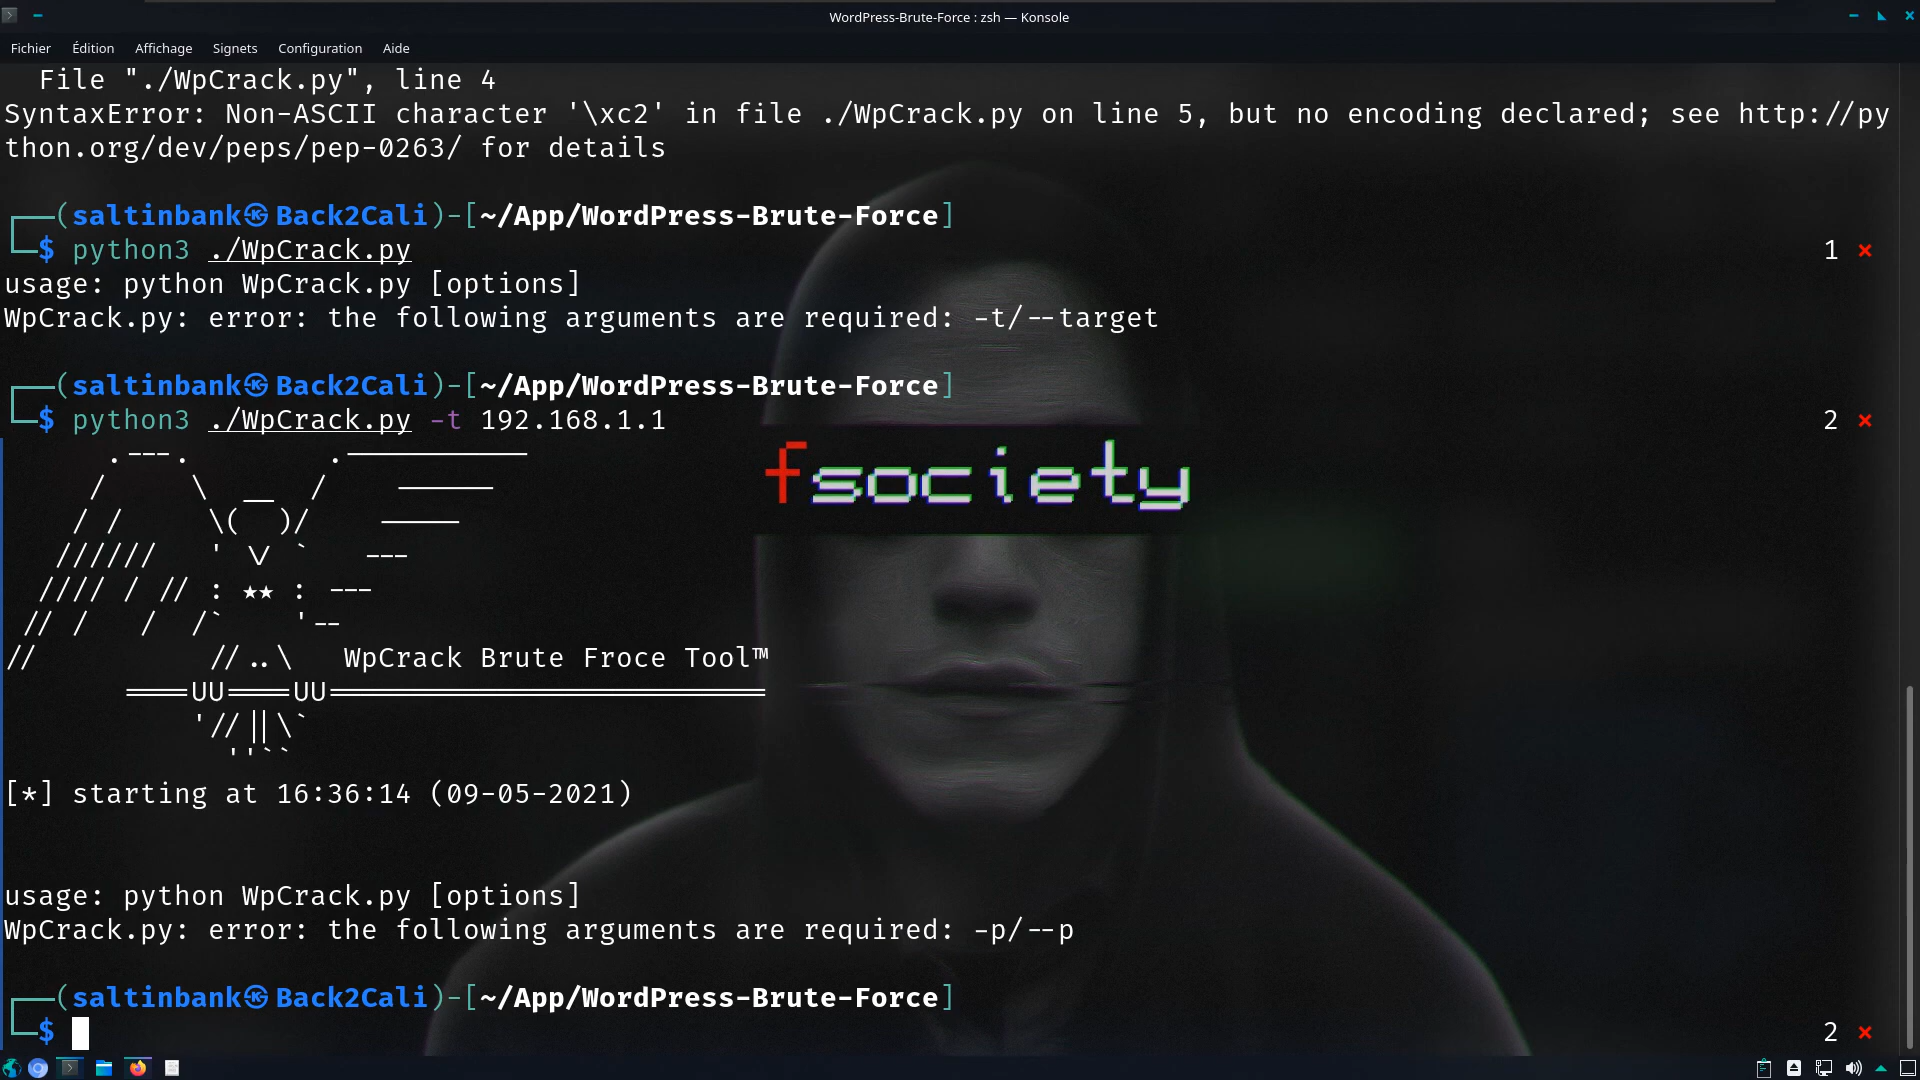 WordPress-Brute-Force : zsh — Konsole
Fichier Édition Affichage Signets Configuration Aide
File "./WpCrack.py", line 4
SyntaxError: Non-ASCII character '\xc2' in file ./WpCrack.py on line 5, but no encoding declared; see http://py
thon.org/dev/peps/pep-0263/ for details
┌──(saltinbank㉿Back2Cali)-[~/App/WordPress-Brute-Force]
└─$ python3 ./WpCrack.py 1 ⨯
usage: python WpCrack.py [options]
WpCrack.py: error: the following arguments are required: -t/--target
┌──(saltinbank㉿Back2Cali)-[~/App/WordPress-Brute-Force]
└─$ python3 ./WpCrack.py -t 192.168.1.1 2 ⨯
fsociety
WpCrack Brute Froce Tool™
====UU====UU=============================
[*] starting at 16:36:14 (09-05-2021)
usage: python WpCrack.py [options]
WpCrack.py: error: the following arguments are required: -p/--p
┌──(saltinbank㉿Back2Cali)-[~/App/WordPress-Brute-Force]
└─$ 2 ⨯